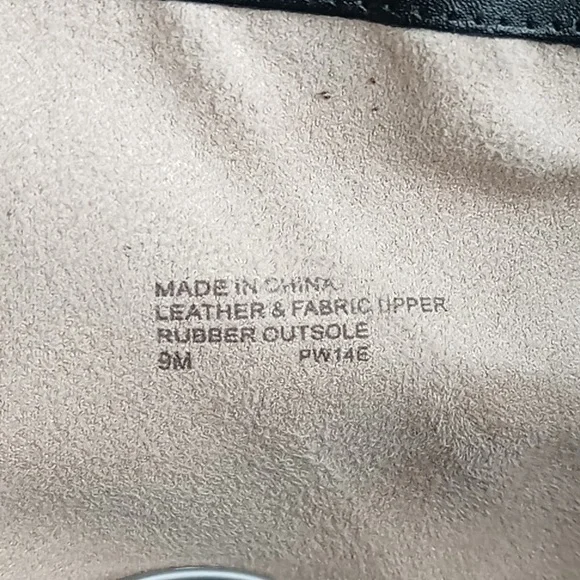 MADE IN CHINA
LEATHER & FABRIC UPPER
RUBBER OUTSOLE
9M PW14E